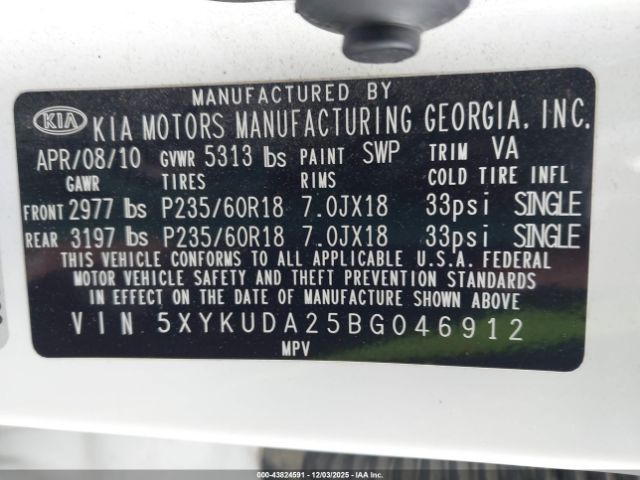 MANUFACTURED BY
KIA KIA MOTORS MANUFACTURING GEORGIA, INC.
APR/08/10 GVWR 5313 lbs PAINT SWP TRIM VA
GAWR TIRES RIMS COLD TIRE INFL
FRONT 2977 lbs P235/60R18 7.0JX18 33psi SINGLE
REAR 3197 lbs P235/60R18 7.0JX18 33psi SINGLE
THIS VEHICLE CONFORMS TO ALL APPLICABLE U.S.A. FEDERAL
MOTOR VEHICLE SAFETY AND THEFT PREVENTION STANDARDS
IN EFFECT ON THE DATE OF MANUFACTURE SHOWN ABOVE
VIN 5XYKUDA25BG046912
MPV
000-43824591 - 12/03/2025 - IAAI.COM